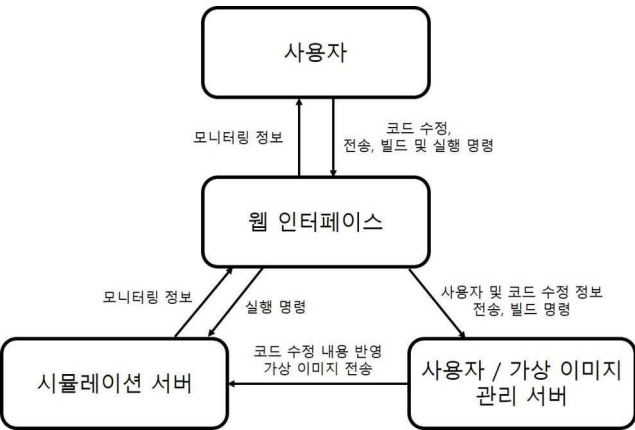 사용자
모니터링 정보
코드 수정,
전송, 빌드 및 실행 명령
웹 인터페이스
모니터링 정보
실행 명령
사용자 및 코드 수정 정보
전송, 빌드 명령
시뮬레이션 서버
코드 수정 내용 반영
가상 이미지 전송
사용자 / 가상 이미지
관리 서버